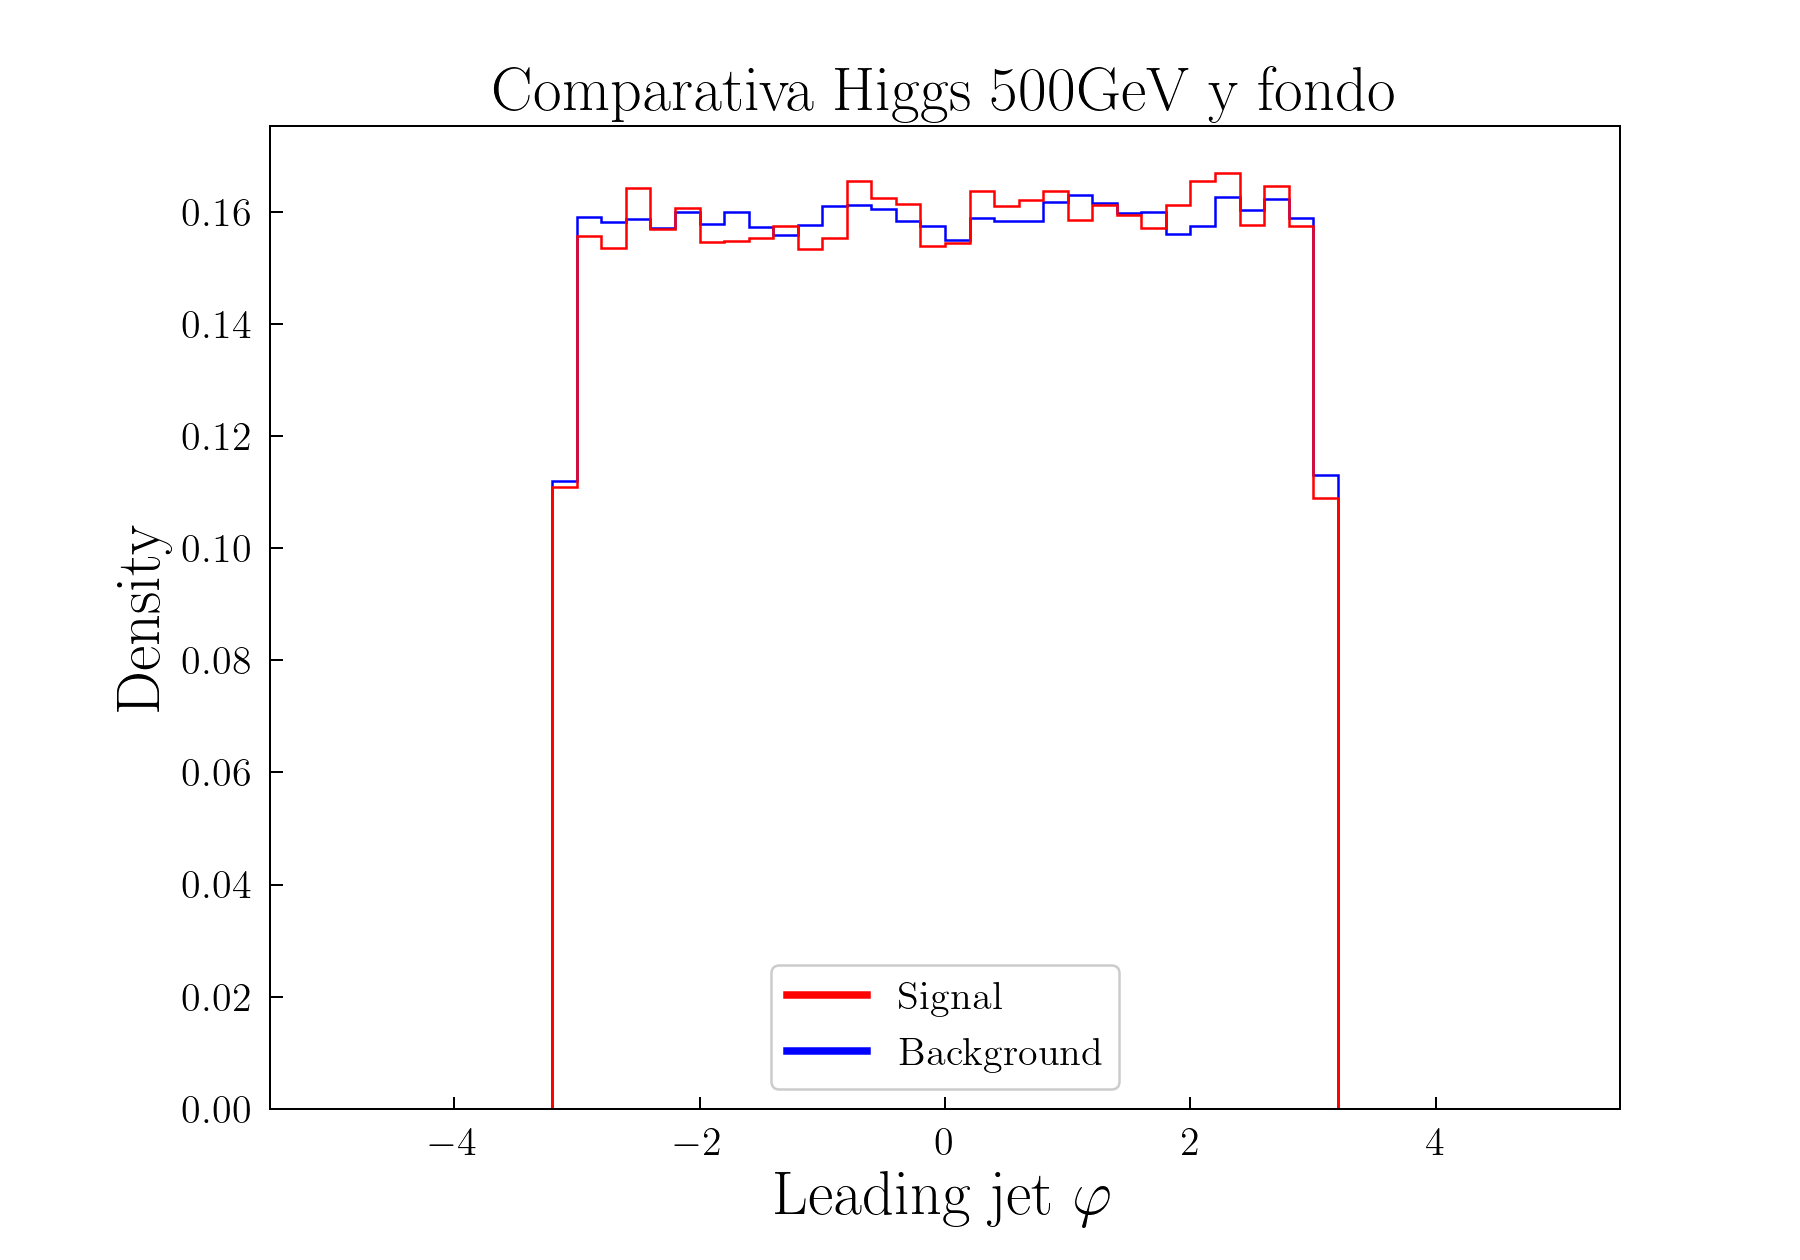 Comparativa Higgs 500GeV y fondo
0.16
0.14
0.12
0.10
0.08
0.06
0.04
0.02
0.00
Density
Signal
Background
−4 −2 0 2 4
Leading jet φ